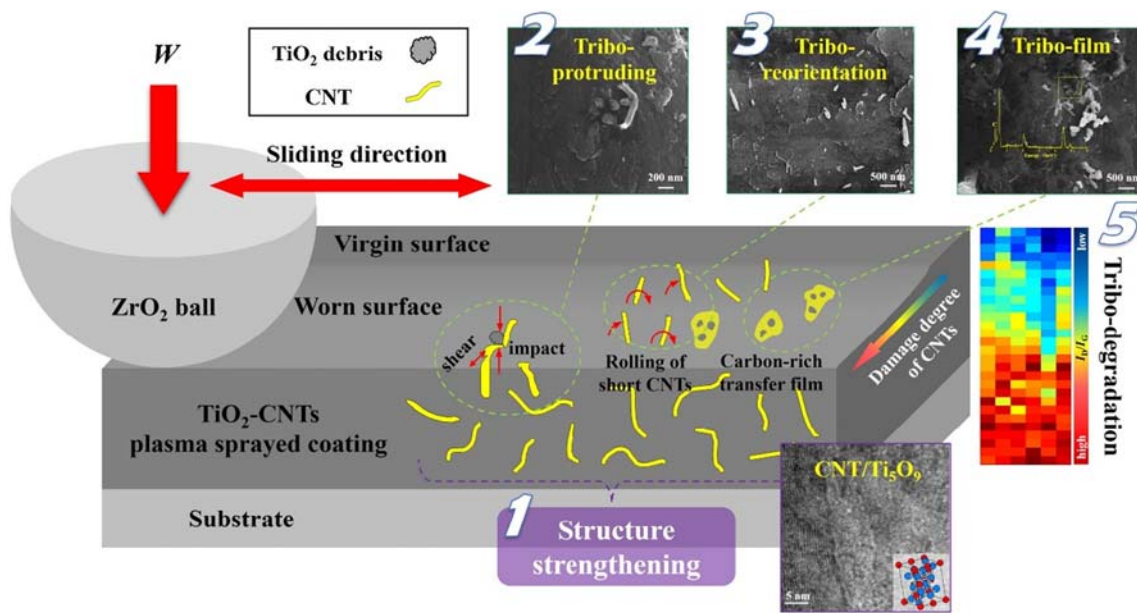 W
TiO2 debris
CNT
Sliding direction
ZrO2 ball
2
Tribo-
protruding
200 nm
3
Tribo-
reorientation
500 nm
4
Tribo-film
500 nm
Virgin surface
Worn surface
shear
impact
Rolling of
short CNTs
Carbon-rich
transfer film
Damage degree
of CNTs
5
Tribo-degradation
low
ID/IG
high
TiO2-CNTs
plasma sprayed coating
Substrate
1
Structure
strengthening
CNT/Ti5O9
5 nm